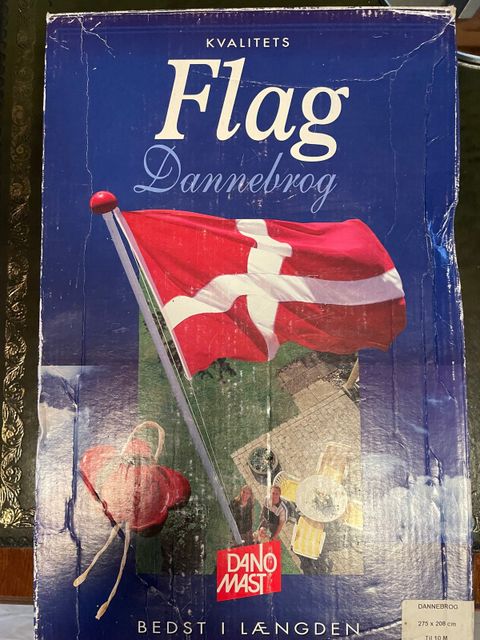 KVALITETS
Flag
Dannebrog
DANO
MAST
BEDST I LÆNGDEN
DANNEBROG
275 x 208 cm
Til 10 M